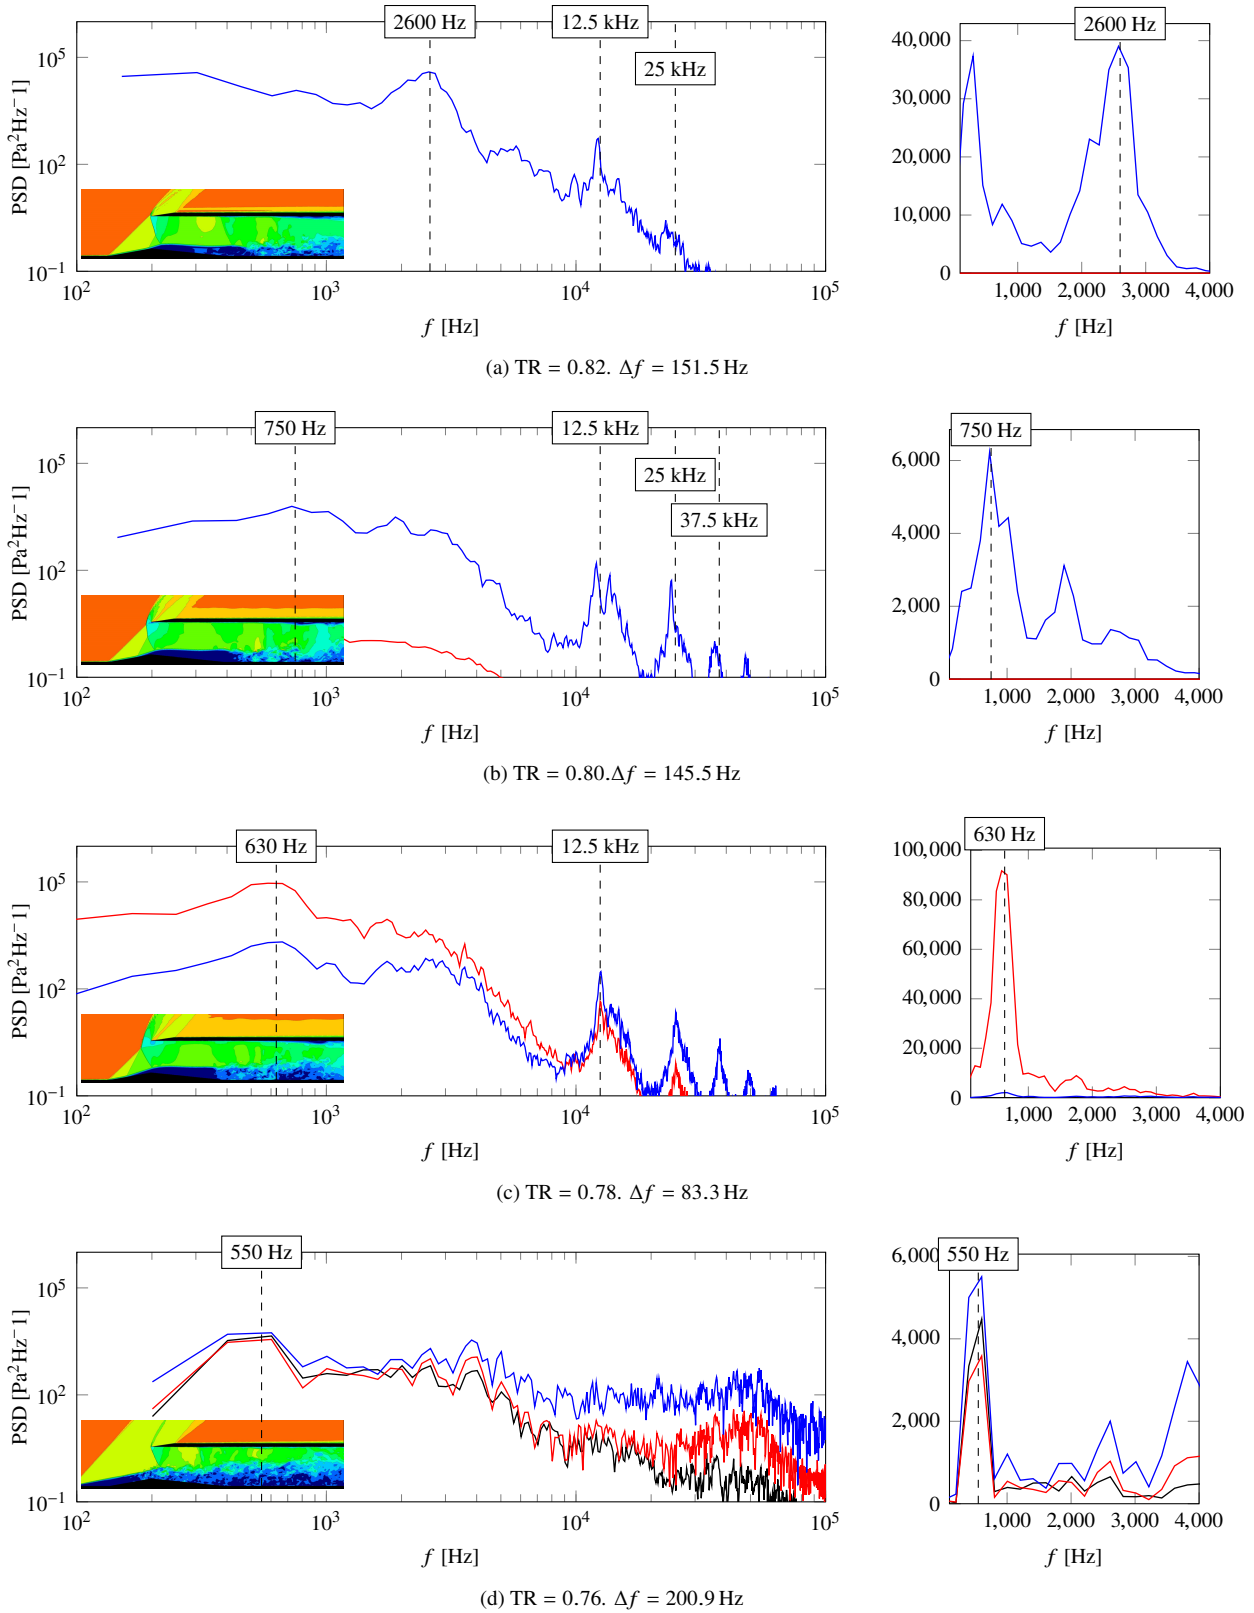 2600 Hz
12.5 kHz
25 kHz
PSD [Pa²Hz−1]
10⁵
10²
10⁻¹
10² 10³ 10⁴ 10⁵
f [Hz]
2600 Hz
40,000
30,000
20,000
10,000
0
1,000 2,000 3,000 4,000
f [Hz]
(a) TR = 0.82. Δf = 151.5 Hz
750 Hz
12.5 kHz
25 kHz
37.5 kHz
PSD [Pa²Hz−1]
10⁵
10²
10⁻¹
10² 10³ 10⁴ 10⁵
f [Hz]
750 Hz
6,000
4,000
2,000
0
1,000 2,000 3,000 4,000
f [Hz]
(b) TR = 0.80.Δf = 145.5 Hz
630 Hz
12.5 kHz
PSD [Pa²Hz−1]
10⁵
10²
10⁻¹
10² 10³ 10⁴ 10⁵
f [Hz]
630 Hz
100,000
80,000
60,000
40,000
20,000
0
1,000 2,000 3,000 4,000
f [Hz]
(c) TR = 0.78. Δf = 83.3 Hz
550 Hz
PSD [Pa²Hz−1]
10⁵
10²
10⁻¹
10² 10³ 10⁴ 10⁵
f [Hz]
550 Hz
6,000
4,000
2,000
0
1,000 2,000 3,000 4,000
f [Hz]
(d) TR = 0.76. Δf = 200.9 Hz